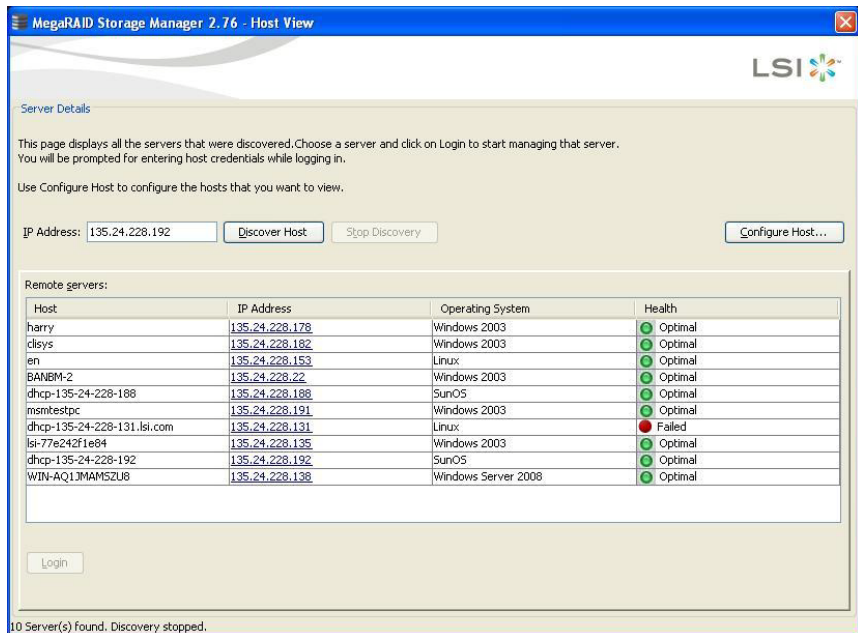 MegaRAID Storage Manager 2.76 - Host View
LSI
Server Details
This page displays all the servers that were discovered.Choose a server and click on Login to start managing that server.
You will be prompted for entering host credentials while logging in.
Use Configure Host to configure the hosts that you want to view.
IP Address: 135.24.228.192 Discover Host Stop Discovery Configure Host...
Remote servers:
Host IP Address Operating System Health
harry 135.24.228.178 Windows 2003 Optimal
clisys 135.24.228.182 Windows 2003 Optimal
en 135.24.228.153 Linux Optimal
BANBM-2 135.24.228.22 Windows 2003 Optimal
dhcp-135-24-228-188 135.24.228.188 SunOS Optimal
msmtestpc 135.24.228.191 Windows 2003 Optimal
dhcp-135-24-228-131.lsi.com 135.24.228.131 Linux Failed
lsi-77e242f1e84 135.24.228.135 Windows 2003 Optimal
dhcp-135-24-228-192 135.24.228.192 SunOS Optimal
WIN-AQ1JMAMSZU8 135.24.228.138 Windows Server 2008 Optimal
Login
10 Server(s) found. Discovery stopped.